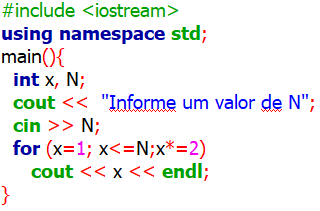 #include <iostream>
using namespace std;
main(){
int x, N;
cout << "Informe um valor de N";
cin >> N;
for (x=1; x<=N;x*=2)
cout << x << endl;
}